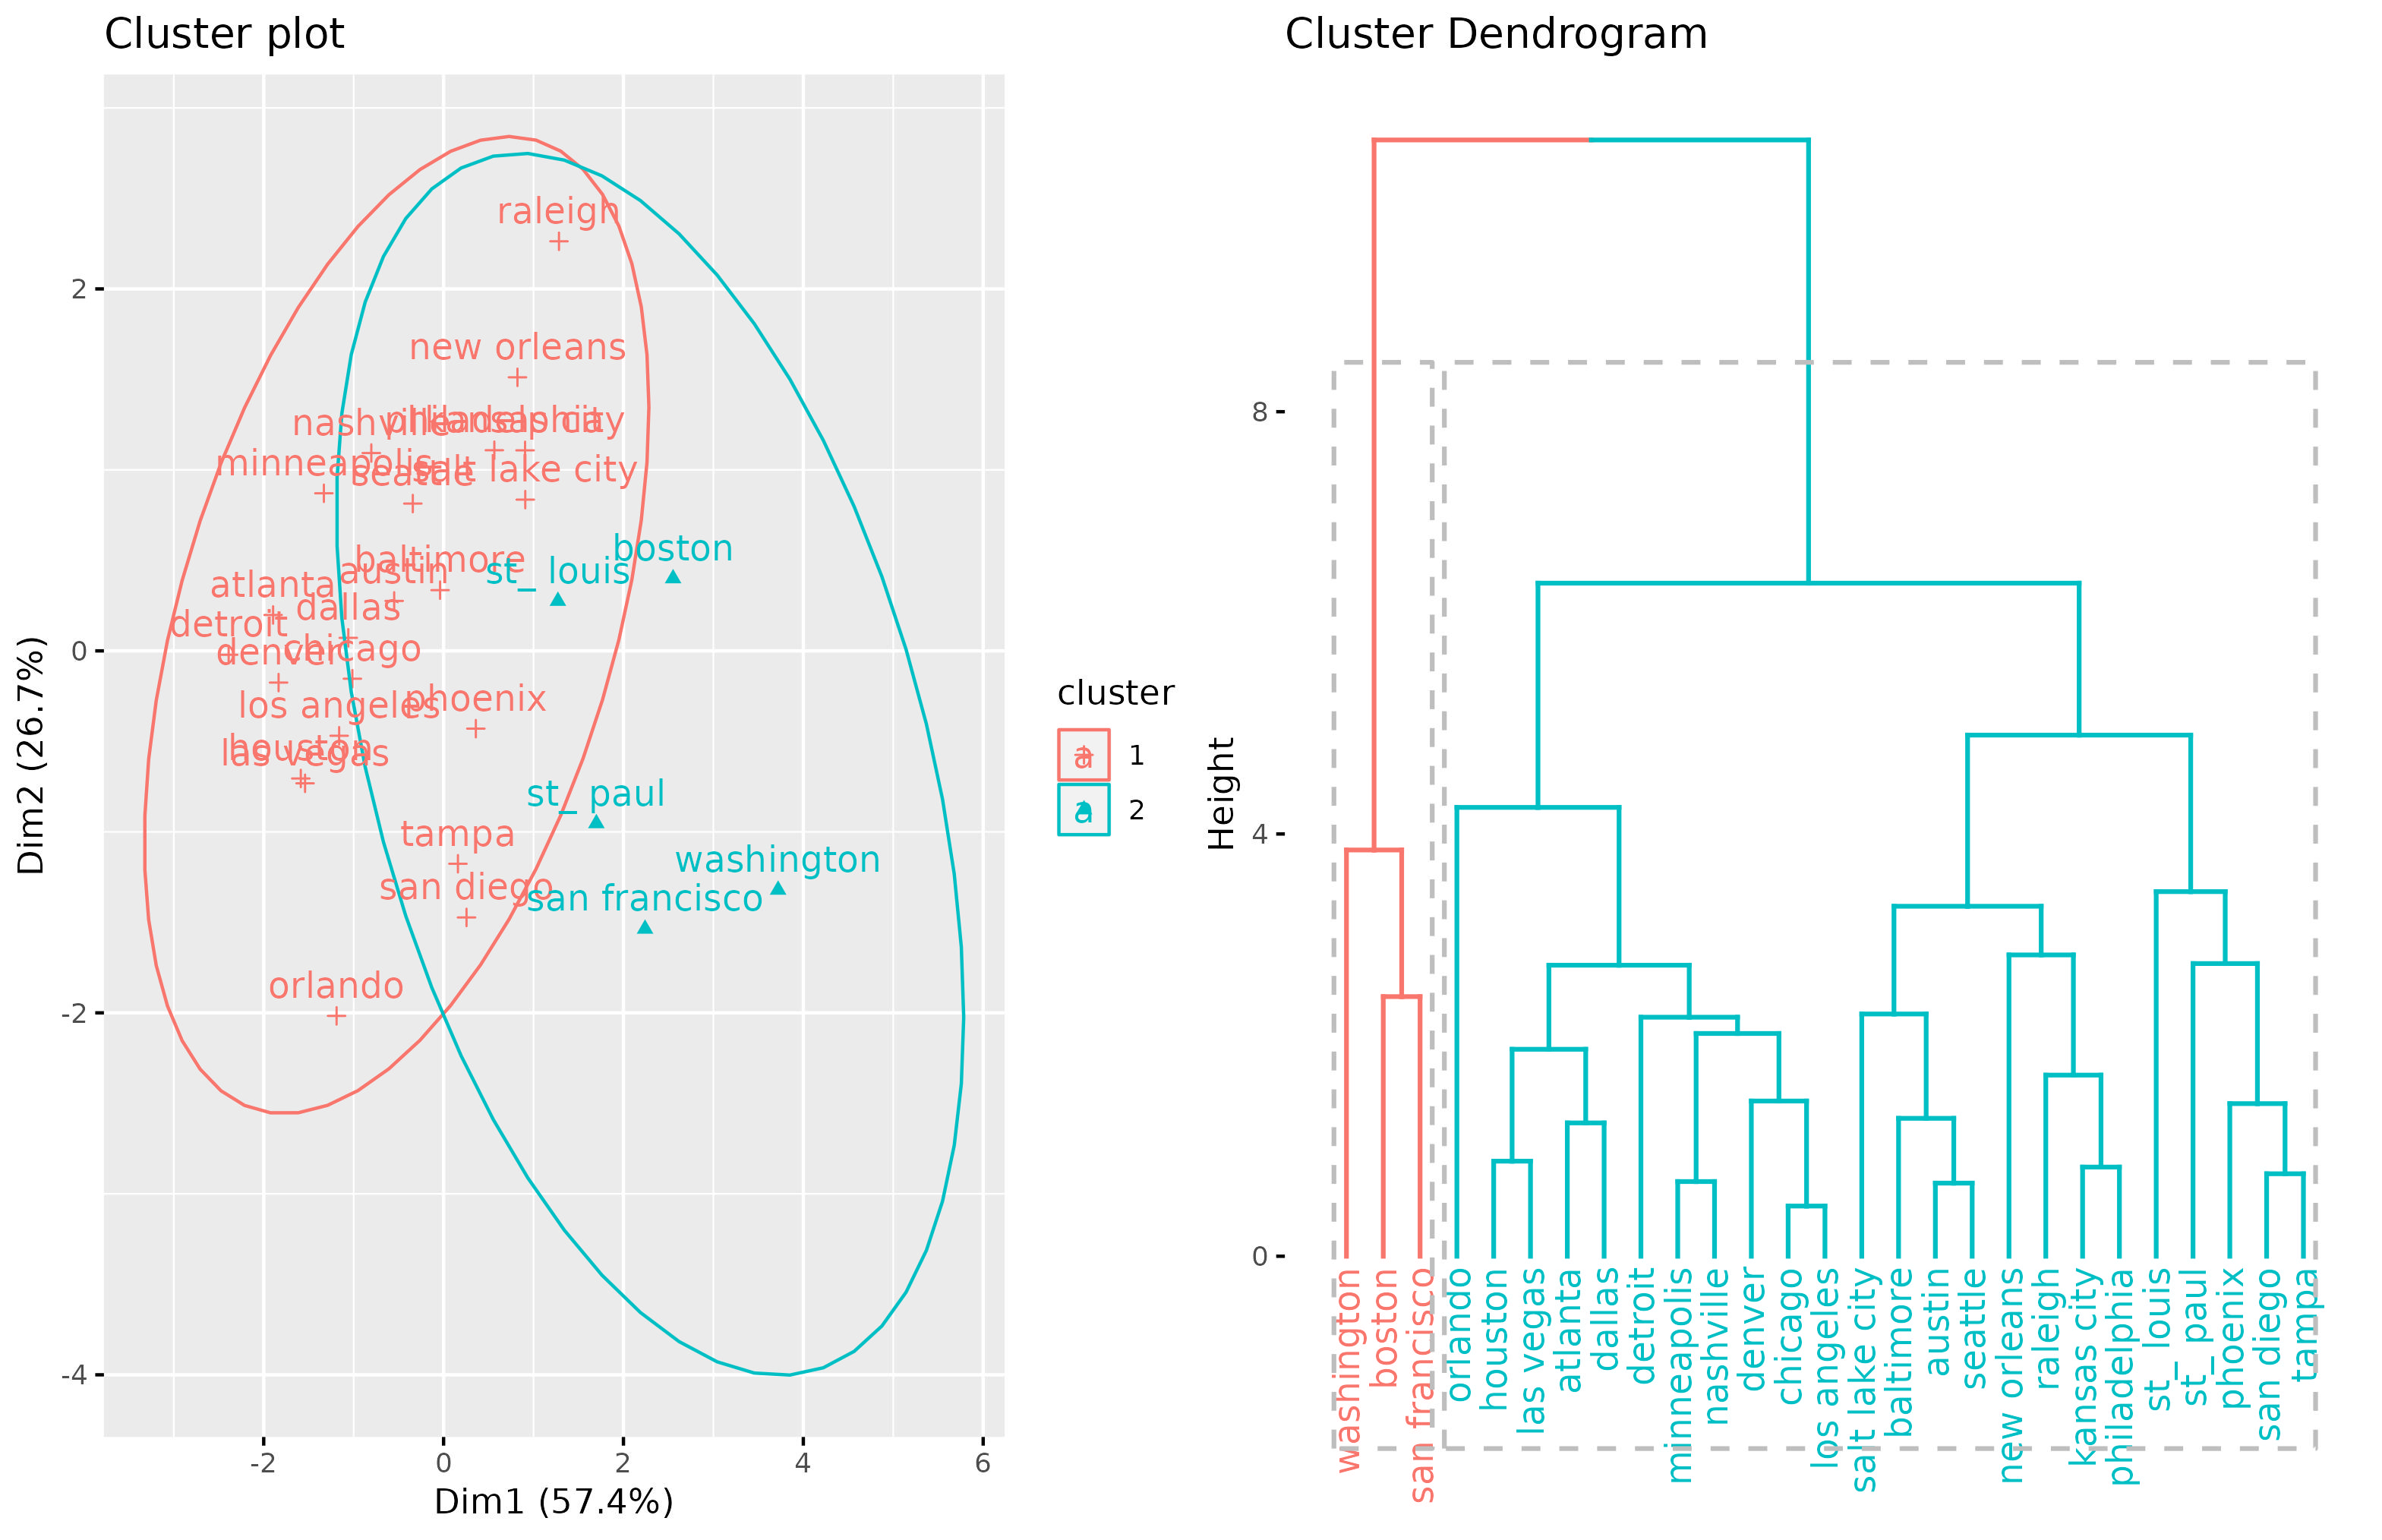 Cluster plot
Cluster Dendrogram
raleigh
new orleans
nashville
philadelphia
kansas city
minneapolis
seattle
salt lake city
boston
baltimore
austin
st_ louis
atlanta
dallas
detroit
denver
chicago
los angeles
phoenix
houston
las vegas
st_ paul
tampa
washington
san diego
san francisco
orlando
2
0
-2
-4
-2
0
2
4
6
Dim1 (57.4%)
Dim2 (26.7%)
cluster
a 1
a 2
Height
8
4
0
washington
boston
san francisco
orlando
houston
las vegas
atlanta
dallas
detroit
minneapolis
nashville
denver
chicago
los angeles
salt lake city
baltimore
austin
seattle
new orleans
raleigh
kansas city
philadelphia
st_ louis
st_ paul
phoenix
san diego
tampa